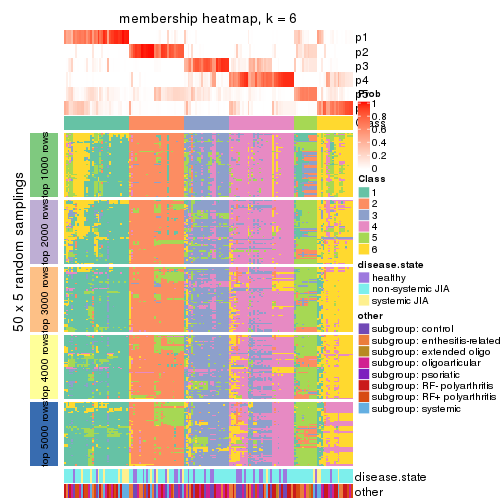 membership heatmap, k = 6
p1
p2
p3
p4
Prob
1
0.8
0.6
0.4
0.2
0
Class
1
2
3
4
5
6
disease.state
healthy
non-systemic JIA
systemic JIA
other
subgroup: control
subgroup: enthesitis-related
subgroup: extended oligo
subgroup: oligoarticular
subgroup: psoriatic
subgroup: RF- polyarthritis
subgroup: RF+ polyarthritis
subgroup: systemic
50 x 5 random samplings
top 1000 rows
top 2000 rows
top 3000 rows
top 4000 rows
top 5000 rows
disease.state
other